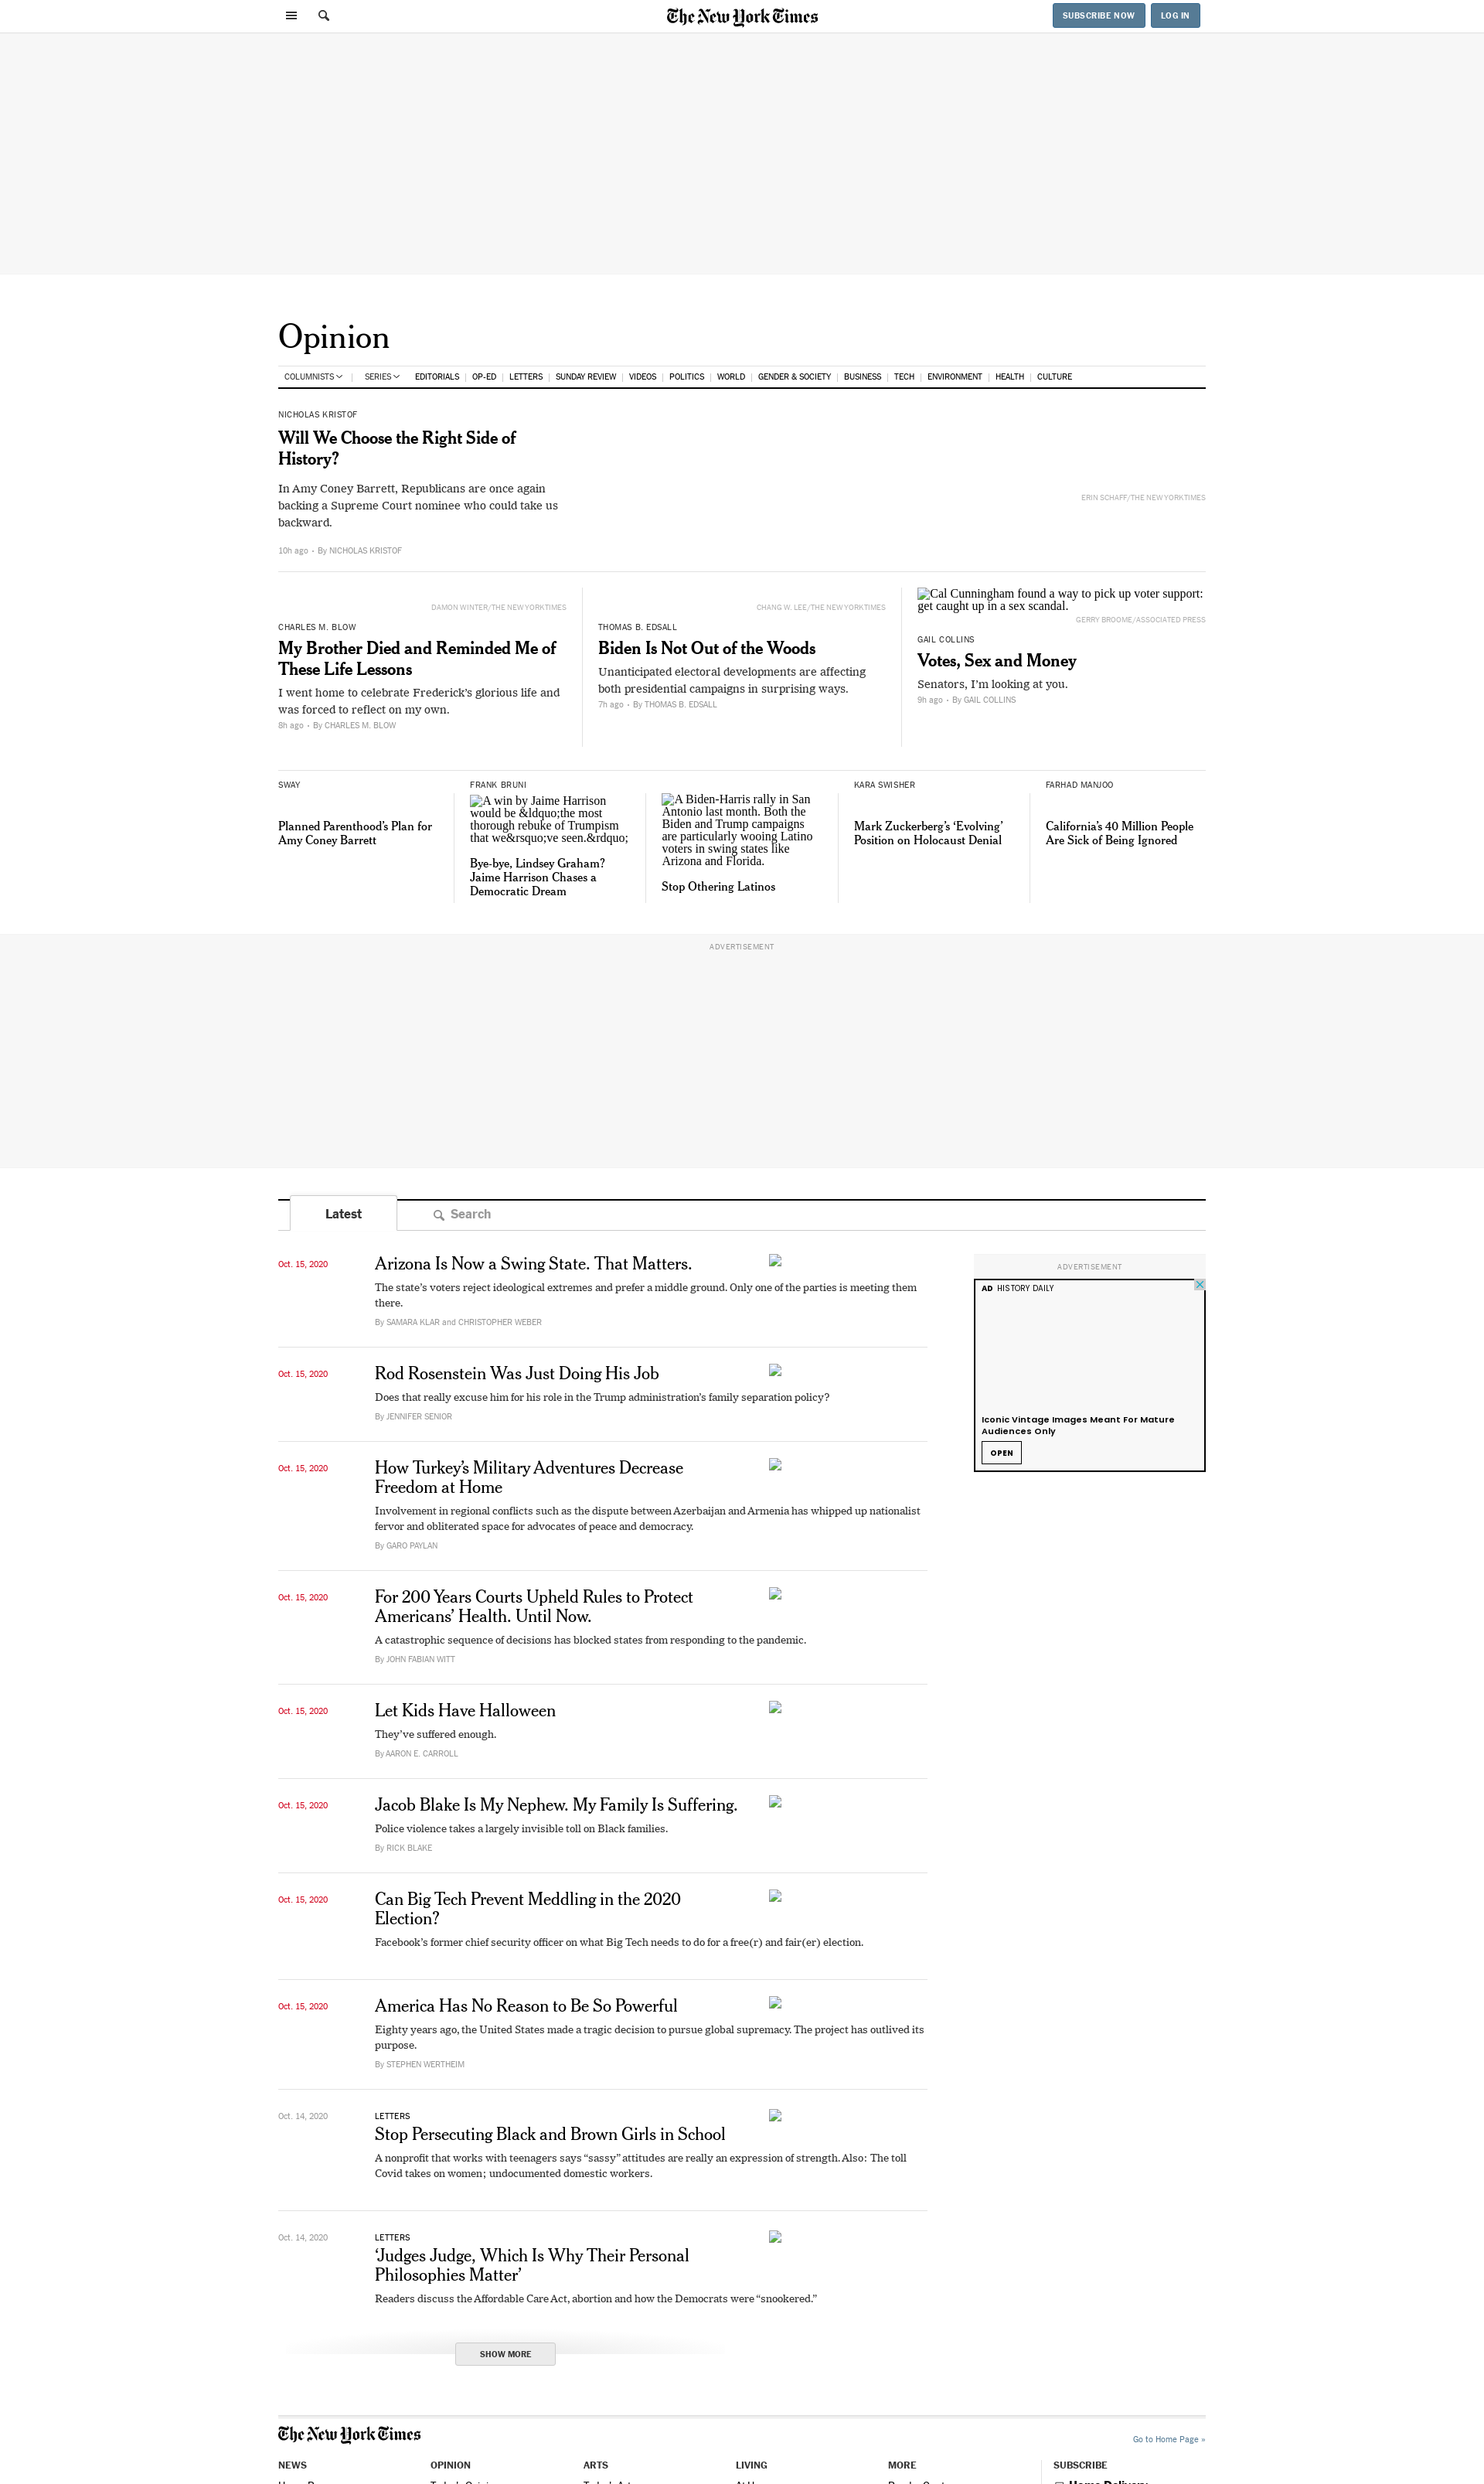 The New York Times
SUBSCRIBE NOW
LOG IN
Opinion
COLUMNISTS
SERIES
EDITORIALS
OP-ED
LETTERS
SUNDAY REVIEW
VIDEOS
POLITICS
WORLD
GENDER & SOCIETY
BUSINESS
TECH
ENVIRONMENT
HEALTH
CULTURE
NICHOLAS KRISTOF
Will We Choose the Right Side of
History?
In Amy Coney Barrett, Republicans are once again
backing a Supreme Court nominee who could take us
backward.
10h ago • By NICHOLAS KRISTOF
ERIN SCHAFF/THE NEW YORK TIMES
DAMON WINTER/THE NEW YORK TIMES
CHARLES M. BLOW
My Brother Died and Reminded Me of
These Life Lessons
I went home to celebrate Frederick’s glorious life and
was forced to reflect on my own.
8h ago • By CHARLES M. BLOW
CHANG W. LEE/THE NEW YORK TIMES
THOMAS B. EDSALL
Biden Is Not Out of the Woods
Unanticipated electoral developments are affecting
both presidential campaigns in surprising ways.
7h ago • By THOMAS B. EDSALL
Cal Cunningham found a way to pick up voter support:
get caught up in a sex scandal.
GERRY BROOME/ASSOCIATED PRESS
GAIL COLLINS
Votes, Sex and Money
Senators, I’m looking at you.
9h ago • By GAIL COLLINS
SWAY
Planned Parenthood’s Plan for
Amy Coney Barrett
FRANK BRUNI
A win by Jaime Harrison
would be &ldquo;the most
thorough rebuke of Trumpism
that we&rsquo;ve seen.&rdquo;
Bye-bye, Lindsey Graham?
Jaime Harrison Chases a
Democratic Dream
A Biden-Harris rally in San
Antonio last month. Both the
Biden and Trump campaigns
are particularly wooing Latino
voters in swing states like
Arizona and Florida.
Stop Othering Latinos
KARA SWISHER
Mark Zuckerberg’s ‘Evolving’
Position on Holocaust Denial
FARHAD MANJOO
California’s 40 Million People
Are Sick of Being Ignored
ADVERTISEMENT
Latest
Search
Oct. 15, 2020
Arizona Is Now a Swing State. That Matters.
The state’s voters reject ideological extremes and prefer a middle ground. Only one of the parties is meeting them
there.
By SAMARA KLAR and CHRISTOPHER WEBER
Oct. 15, 2020
Rod Rosenstein Was Just Doing His Job
Does that really excuse him for his role in the Trump administration’s family separation policy?
By JENNIFER SENIOR
Oct. 15, 2020
How Turkey’s Military Adventures Decrease
Freedom at Home
Involvement in regional conflicts such as the dispute between Azerbaijan and Armenia has whipped up nationalist
fervor and obliterated space for advocates of peace and democracy.
By GARO PAYLAN
Oct. 15, 2020
For 200 Years Courts Upheld Rules to Protect
Americans’ Health. Until Now.
A catastrophic sequence of decisions has blocked states from responding to the pandemic.
By JOHN FABIAN WITT
Oct. 15, 2020
Let Kids Have Halloween
They’ve suffered enough.
By AARON E. CARROLL
Oct. 15, 2020
Jacob Blake Is My Nephew. My Family Is Suffering.
Police violence takes a largely invisible toll on Black families.
By RICK BLAKE
Oct. 15, 2020
Can Big Tech Prevent Meddling in the 2020
Election?
Facebook’s former chief security officer on what Big Tech needs to do for a free(r) and fair(er) election.
Oct. 15, 2020
America Has No Reason to Be So Powerful
Eighty years ago, the United States made a tragic decision to pursue global supremacy. The project has outlived its
purpose.
By STEPHEN WERTHEIM
Oct. 14, 2020
LETTERS
Stop Persecuting Black and Brown Girls in School
A nonprofit that works with teenagers says “sassy” attitudes are really an expression of strength. Also: The toll
Covid takes on women; undocumented domestic workers.
Oct. 14, 2020
LETTERS
‘Judges Judge, Which Is Why Their Personal
Philosophies Matter’
Readers discuss the Affordable Care Act, abortion and how the Democrats were “snookered.”
SHOW MORE
ADVERTISEMENT
AD HISTORY DAILY
Iconic Vintage Images Meant For Mature
Audiences Only
OPEN
The New York Times
Go to Home Page »
NEWS
OPINION
ARTS
LIVING
MORE
SUBSCRIBE